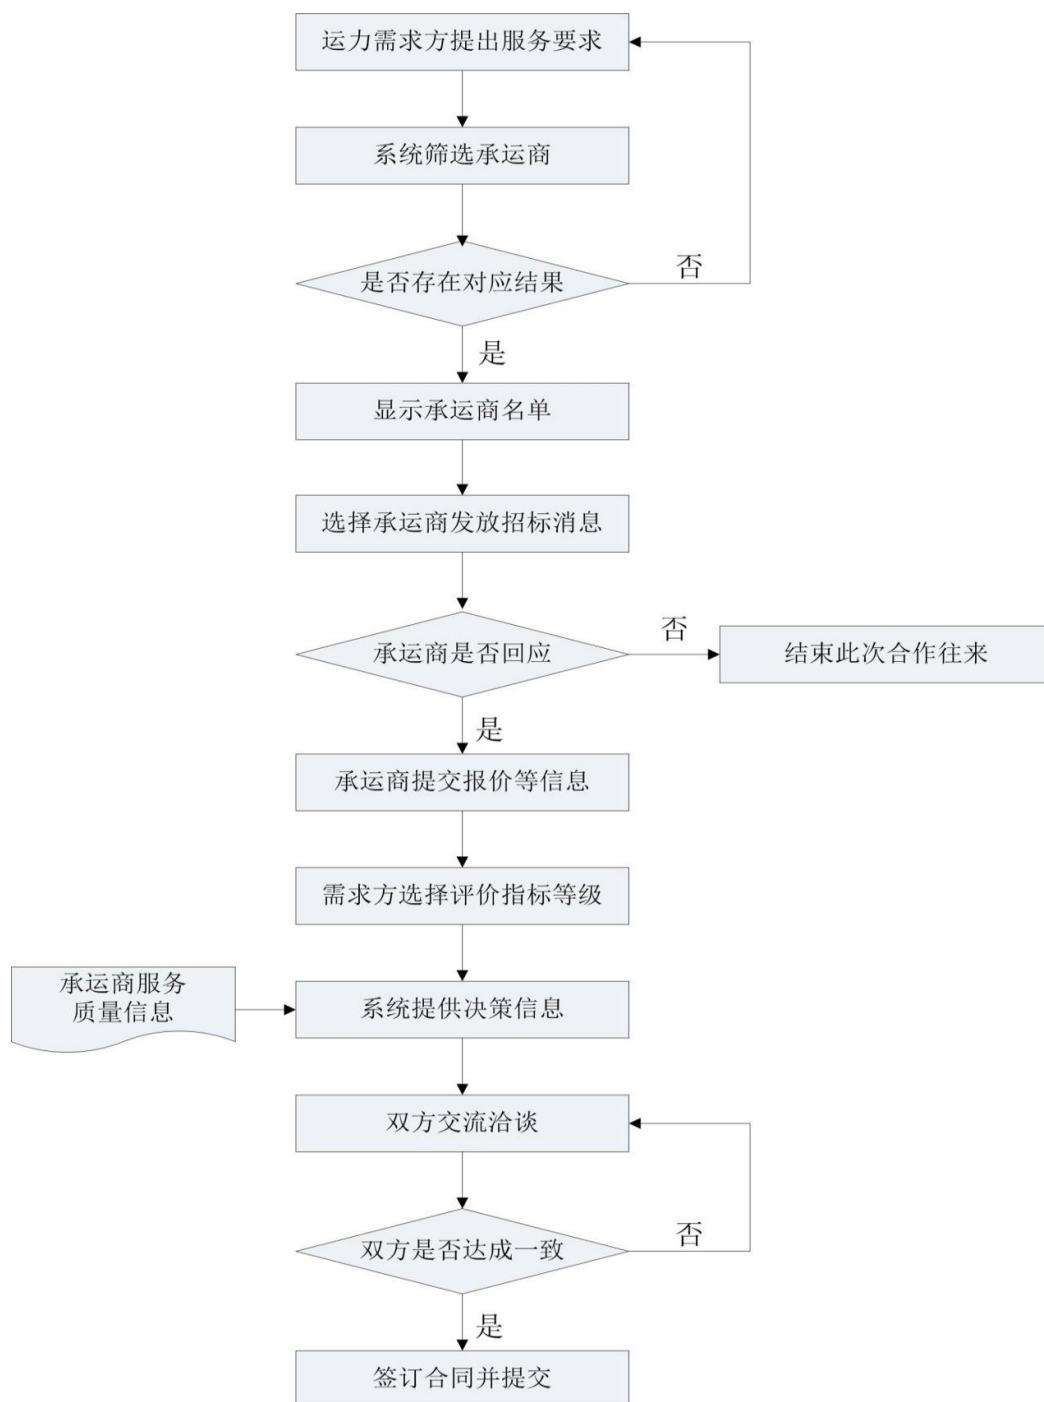 运力需求方提出服务要求
系统筛选承运商
是否存在对应结果
否
是
显示承运商名单
选择承运商发放招标消息
承运商是否回应
否
结束此次合作往来
是
承运商提交报价等信息
需求方选择评价指标等级
承运商服务
质量信息
系统提供决策信息
双方交流洽谈
双方是否达成一致
否
是
签订合同并提交